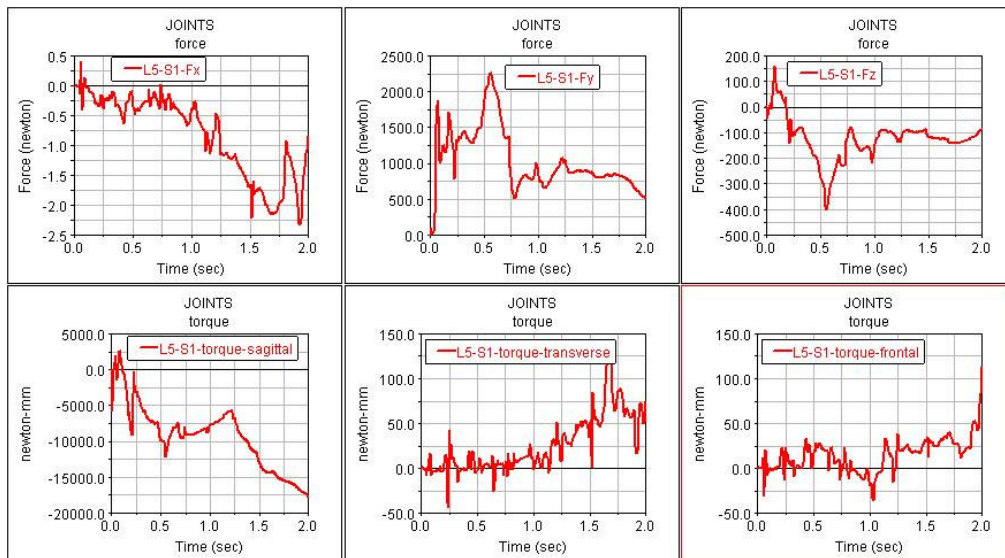 JOINTS
force
L5-S1-Fx
Force (newton)
0.5
0.0
-0.5
-1.0
-1.5
-2.0
-2.5
0.0 0.5 1.0 1.5 2.0
Time (sec)
JOINTS
force
L5-S1-Fy
Force (newton)
2500.0
2250.0
2000.0
1500.0
1000.0
500.0
0.0
0.0 0.5 1.0 1.5 2.0
Time (sec)
JOINTS
force
L5-S1-Fz
Force (newton)
200.0
100.0
0.0
-100.0
-200.0
-300.0
-400.0
-500.0
0.0 0.5 1.0 1.5 2.0
Time (sec)
JOINTS
torque
L5-S1-torque-sagittal
newton-mm
5000.0
0.0
-5000.0
-10000.0
-15000.0
-20000.0
0.0 0.5 1.0 1.5 2.0
Time (sec)
JOINTS
torque
L5-S1-torque-transverse
newton-mm
150.0
100.0
50.0
0.0
-50.0
0.0 0.5 1.0 1.5 2.0
Time (sec)
JOINTS
torque
L5-S1-torque-frontal
newton-mm
150.0
100.0
50.0
0.0
-50.0
0.0 0.5 1.0 1.5 2.0
Time (sec)